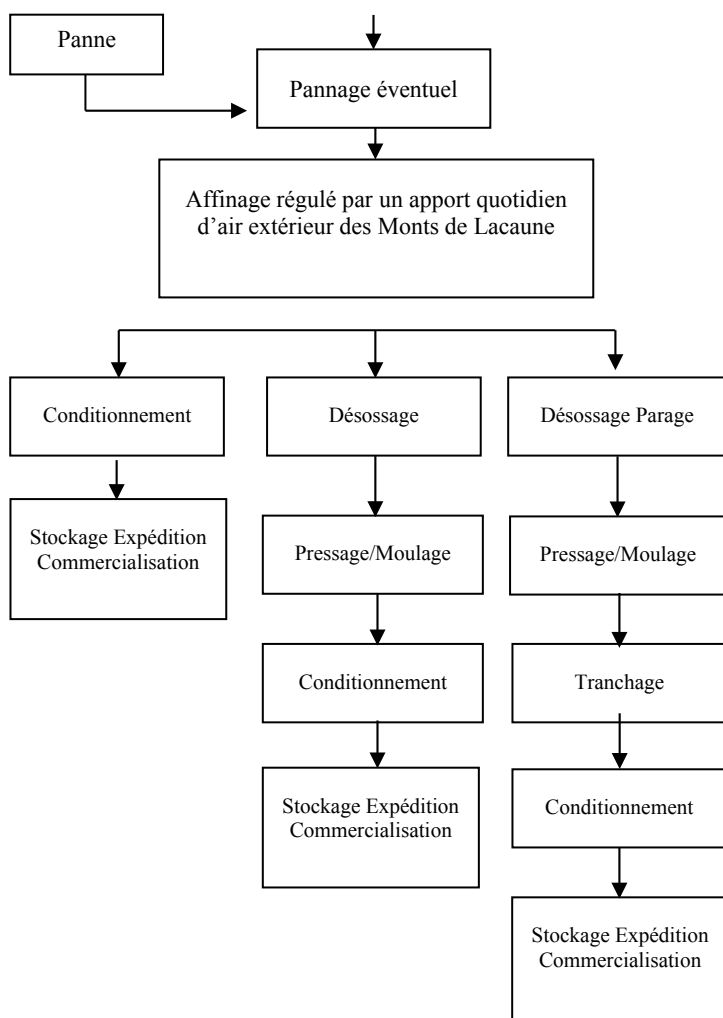 Panne
Pannage éventuel
Affinage régulé par un apport quotidien
d’air extérieur des Monts de Lacaune
Conditionnement
Désossage
Désossage Parage
Stockage Expédition
Commercialisation
Pressage/Moulage
Pressage/Moulage
Conditionnement
Tranchage
Stockage Expédition
Commercialisation
Conditionnement
Stockage Expédition
Commercialisation